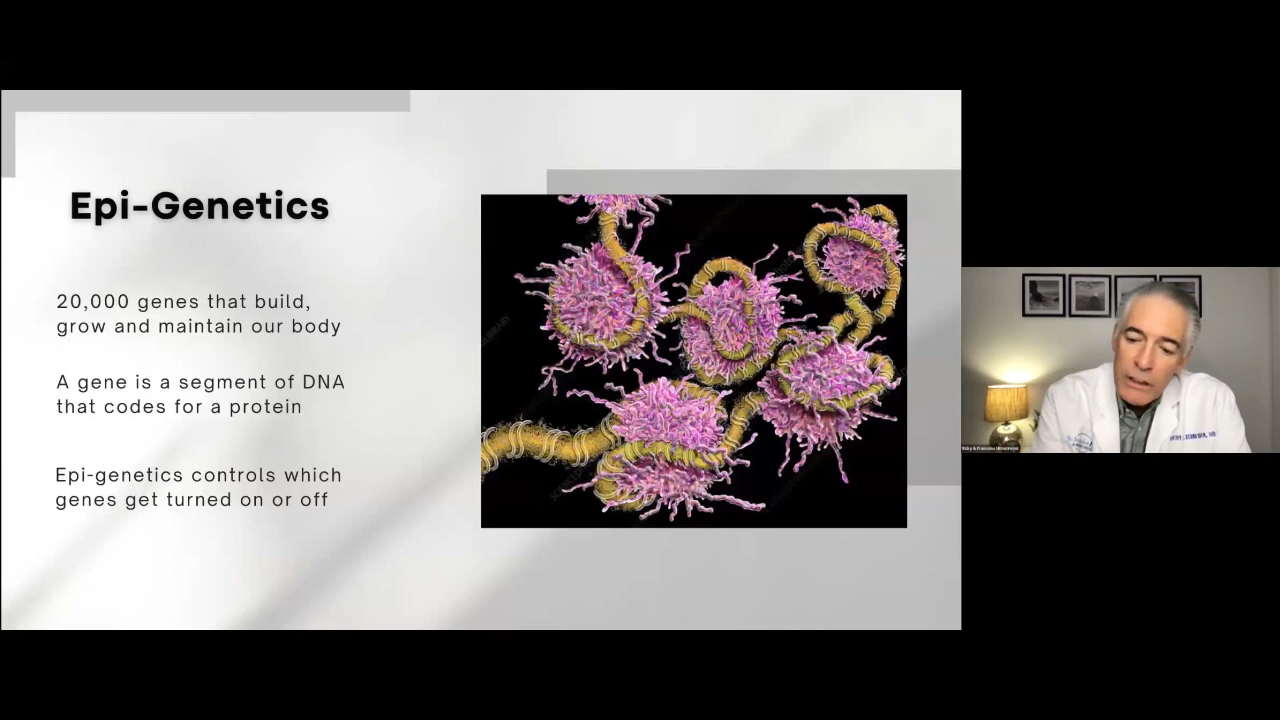 Epi-Genetics
20,000 genes that build,
grow and maintain our body
A gene is a segment of DNA
that codes for a protein
Epi-genetics controls which
genes get turned on or off